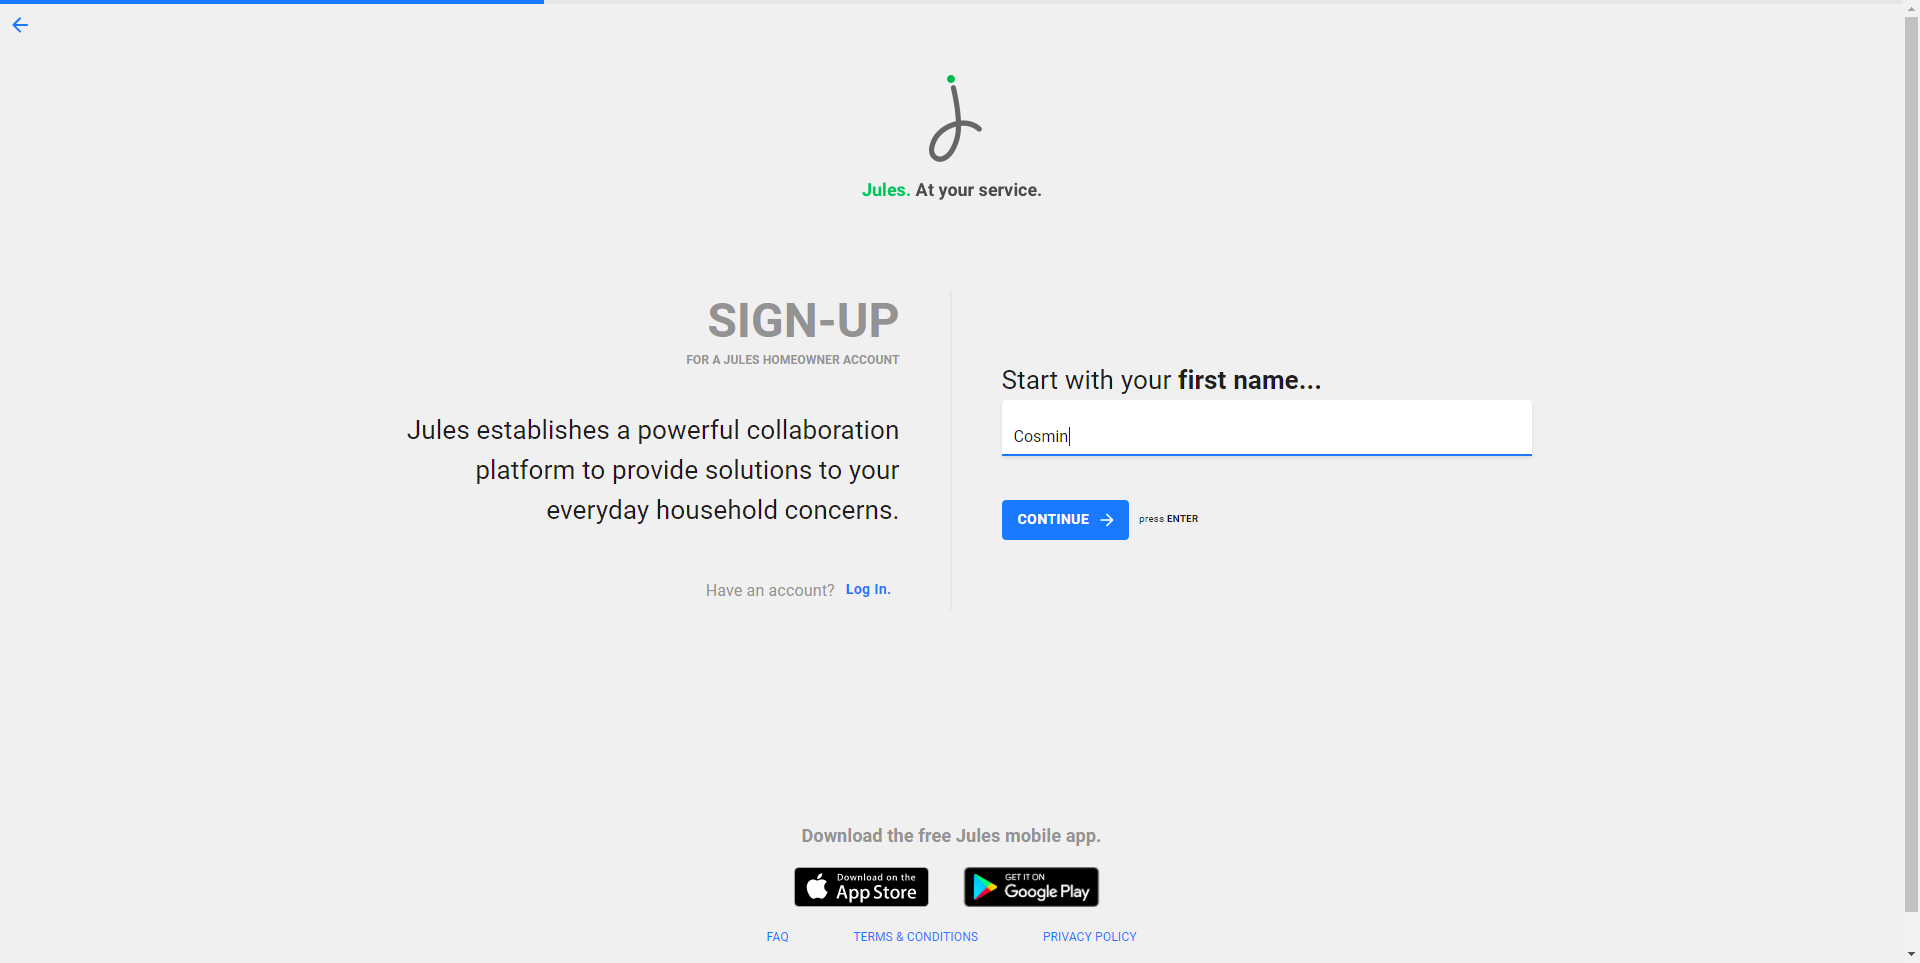 Jules. At your service.
SIGN-UP
FOR A JULES HOMEOWNER ACCOUNT
Jules establishes a powerful collaboration
platform to provide solutions to your
everyday household concerns.
Have an account? Log In.
Start with your first name...
Cosmin
CONTINUE press ENTER
Download the free Jules mobile app.
Download on the
App Store
GET IT ON
Google Play
FAQ TERMS & CONDITIONS PRIVACY POLICY